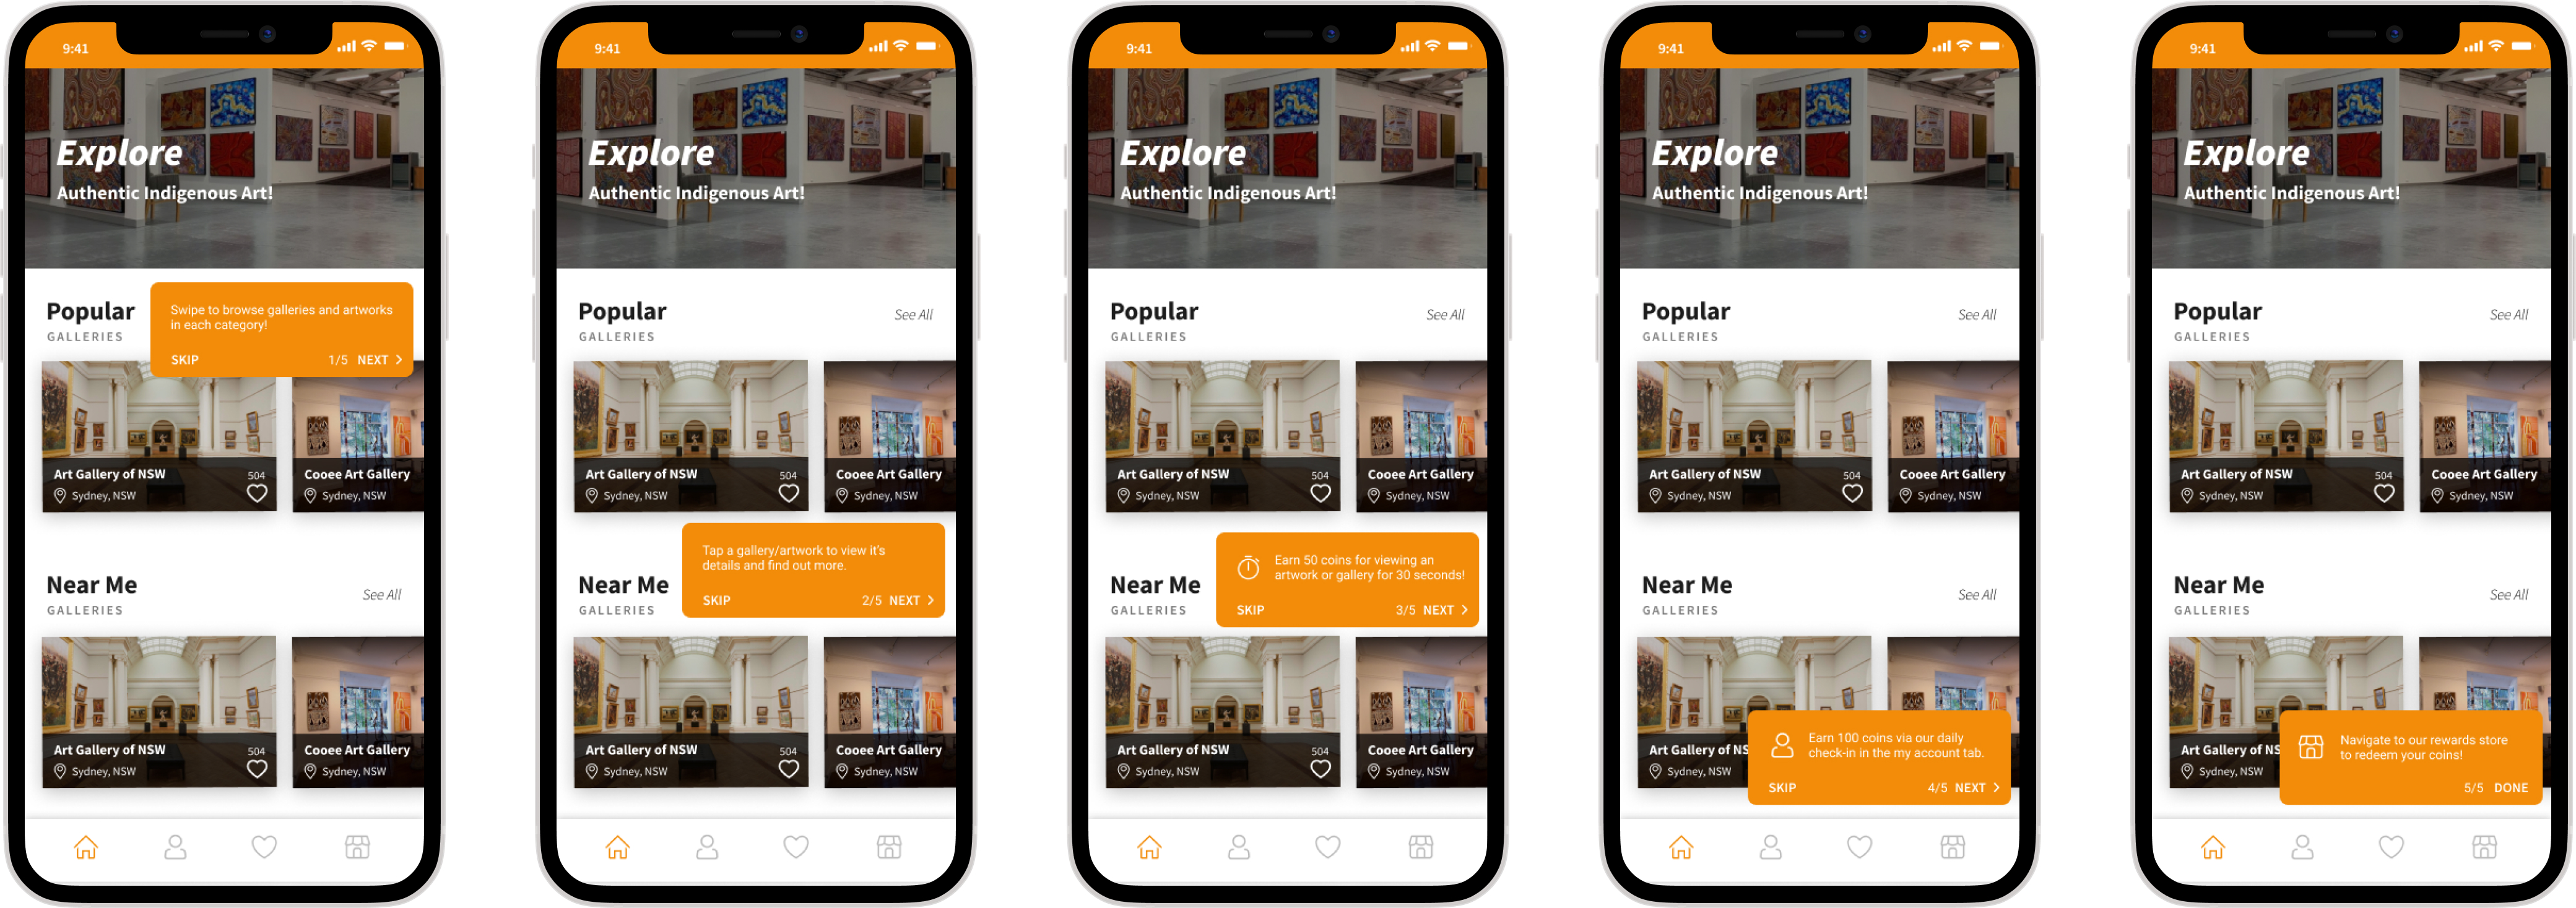 9:41
Explore
Authentic Indigenous Art!
Popular
GALLERIES
Swipe to browse galleries and artworks
in each category!
SKIP
1/5 NEXT
Art Gallery of NSW
504
Sydney, NSW
Cooee Art Gallery
Sydney, NSW
Near Me
GALLERIES
See All
Art Gallery of NSW
504
Sydney, NSW
Cooee Art Gallery
Sydney, NSW
9:41
Explore
Authentic Indigenous Art!
Popular
GALLERIES
See All
Art Gallery of NSW
504
Sydney, NSW
Cooee Art Gallery
Sydney, NSW
Tap a gallery/artwork to view it's
details and find out more.
SKIP
2/5 NEXT
Near Me
GALLERIES
Art Gallery of NSW
504
Sydney, NSW
Cooee Art Gallery
Sydney, NSW
9:41
Explore
Authentic Indigenous Art!
Popular
GALLERIES
See All
Art Gallery of NSW
504
Sydney, NSW
Cooee Art Gallery
Sydney, NSW
Earn 50 coins for viewing an
artwork or gallery for 30 seconds!
SKIP
3/5 NEXT
Near Me
GALLERIES
Art Gallery of NSW
504
Sydney, NSW
Cooee Art Gallery
Sydney, NSW
9:41
Explore
Authentic Indigenous Art!
Popular
GALLERIES
See All
Art Gallery of NSW
504
Sydney, NSW
Cooee Art Gallery
Sydney, NSW
Near Me
GALLERIES
See All
Art Gallery of NS
Sydney, NSW
Earn 100 coins via our daily
check-in in the my account tab.
SKIP
4/5 NEXT
9:41
Explore
Authentic Indigenous Art!
Popular
GALLERIES
See All
Art Gallery of NSW
504
Sydney, NSW
Cooee Art Gallery
Sydney, NSW
Near Me
GALLERIES
See All
Art Gallery of NS
Sydney, NSW
Navigate to our rewards store
to redeem your coins!
5/5 DONE